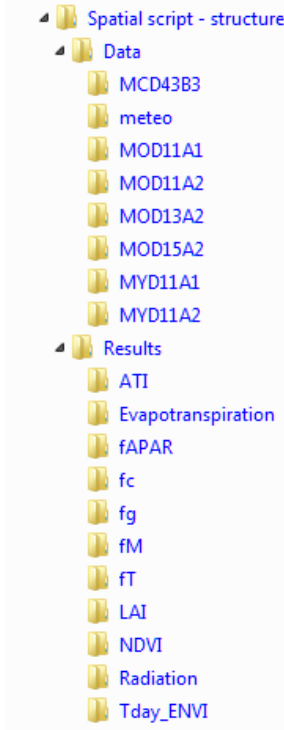 Spatial script - structure
Data
MCD43B3
meteo
MOD11A1
MOD11A2
MOD13A2
MOD15A2
MYD11A1
MYD11A2
Results
ATI
Evapotranspiration
fAPAR
fc
fg
fM
fT
LAI
NDVI
Radiation
Tday_ENVI